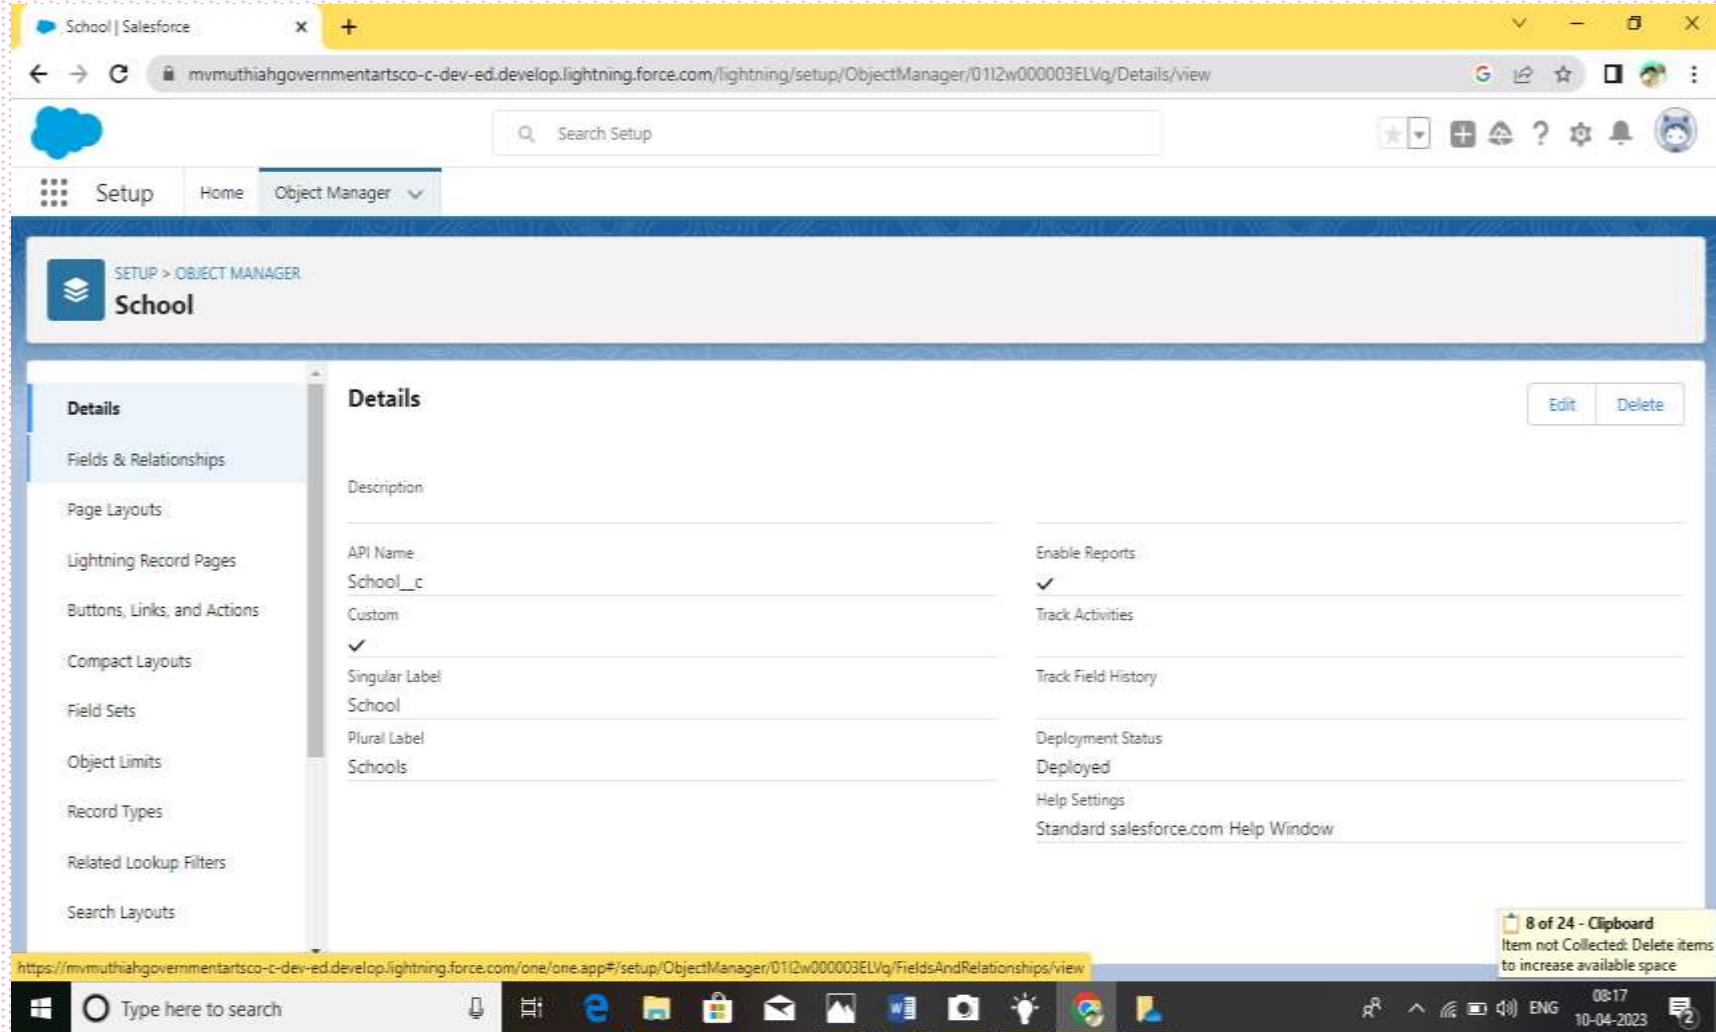 School | Salesforce
mvmuthiahgovernmentartsco-c-dev-ed.develop.lightning.force.com/lightning/setup/ObjectManager/01I2w000003ELVq/Details/view
Search Setup
Setup
Home
Object Manager
SETUP > OBJECT MANAGER
School
Details
Fields & Relationships
Page Layouts
Lightning Record Pages
Buttons, Links, and Actions
Compact Layouts
Field Sets
Object Limits
Record Types
Related Lookup Filters
Search Layouts
Details
Edit
Delete
Description
API Name
School__c
Custom
Singular Label
School
Plural Label
Schools
Enable Reports
Track Activities
Track Field History
Deployment Status
Deployed
Help Settings
Standard salesforce.com Help Window
8 of 24 - Clipboard
Item not Collected: Delete items
to increase available space
https://mvmuthiahgovernmentartsco-c-dev-ed.develop.lightning.force.com/one/one.app#/setup/ObjectManager/01I2w000003ELVq/FieldsAndRelationships/view
Type here to search
ENG
08:17
10-04-2023
2